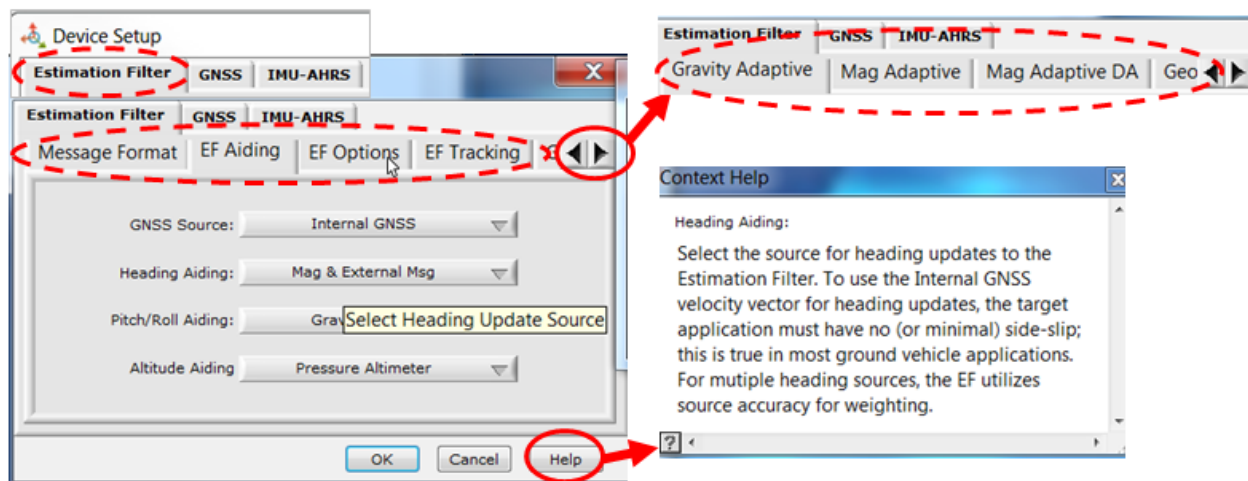 Device Setup
Estimation Filter GNSS IMU-AHRS
Estimation Filter GNSS IMU-AHRS
Message Format EF Aiding EF Options EF Tracking
GNSS Source: Internal GNSS
Heading Aiding: Mag & External Msg
Pitch/Roll Aiding: Grav
Select Heading Update Source
Altitude Aiding Pressure Altimeter
OK Cancel Help
Estimation Filter GNSS IMU-AHRS
Gravity Adaptive Mag Adaptive Mag Adaptive DA Geo
Context Help
Heading Aiding:
Select the source for heading updates to the
Estimation Filter. To use the Internal GNSS
velocity vector for heading updates, the target
application must have no (or minimal) side-slip;
this is true in most ground vehicle applications.
For mutiple heading sources, the EF utilizes
source accuracy for weighting.
?